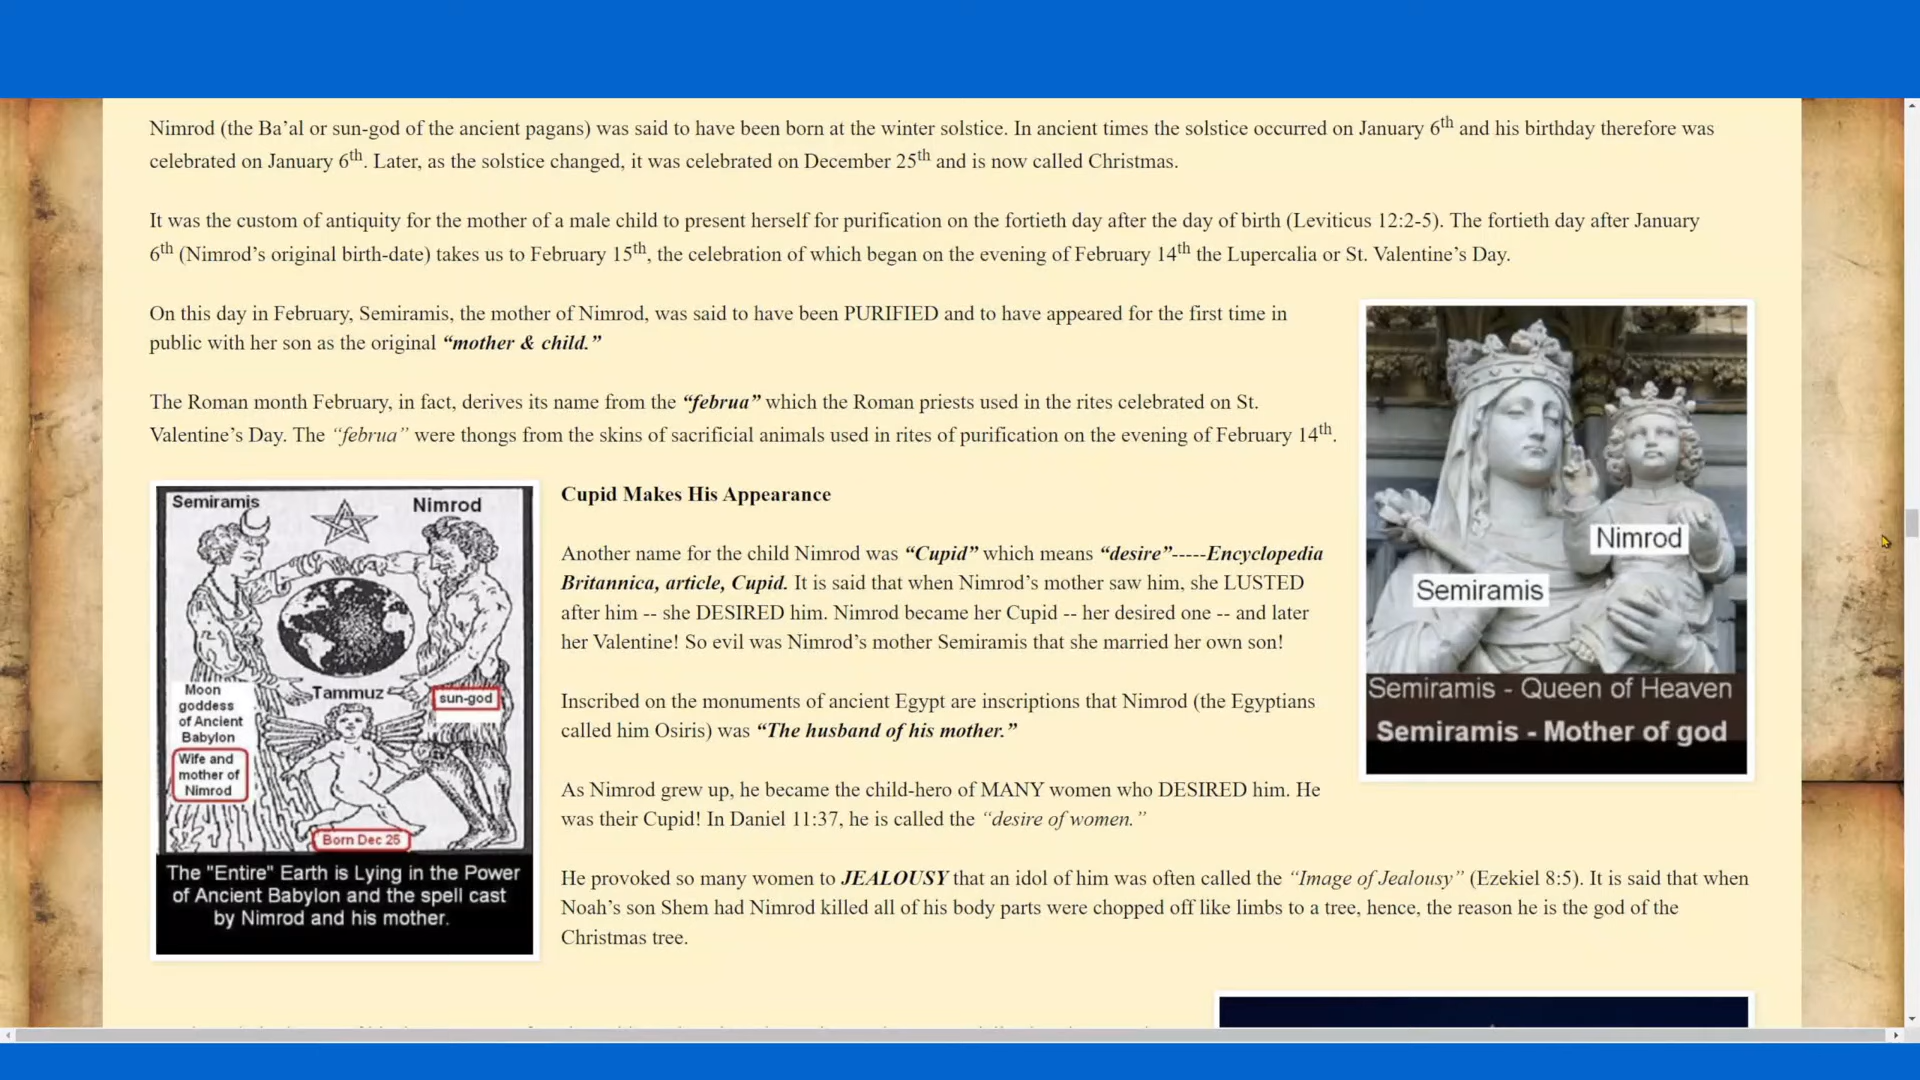 Nimrod (the Ba’al or sun-god of the ancient pagans) was said to have been born at the winter solstice. In ancient times the solstice occurred on January 6th and his birthday therefore was
celebrated on January 6th. Later, as the solstice changed, it was celebrated on December 25th and is now called Christmas.
It was the custom of antiquity for the mother of a male child to present herself for purification on the fortieth day after the day of birth (Leviticus 12:2-5). The fortieth day after January
6th (Nimrod’s original birth-date) takes us to February 15th, the celebration of which began on the evening of February 14th the Lupercalia or St. Valentine’s Day.
On this day in February, Semiramis, the mother of Nimrod, was said to have been PURIFIED and to have appeared for the first time in
public with her son as the original “mother & child.”
The Roman month February, in fact, derives its name from the “februa” which the Roman priests used in the rites celebrated on St.
Valentine’s Day. The “februa” were thongs from the skins of sacrificial animals used in rites of purification on the evening of February 14th.
Nimrod
Semiramis
Semiramis - Queen of Heaven
Semiramis - Mother of god
Semiramis
Nimrod
Tammuz
Moon
goddess
of Ancient
Babylon
sun-god
Wife and
mother of
Nimrod
Born Dec 25
The "Entire" Earth is Lying in the Power
of Ancient Babylon and the spell cast
by Nimrod and his mother.
Cupid Makes His Appearance
Another name for the child Nimrod was “Cupid” which means “desire”-----Encyclopedia
Britannica, article, Cupid. It is said that when Nimrod’s mother saw him, she LUSTED
after him -- she DESIRED him. Nimrod became her Cupid -- her desired one -- and later
her Valentine! So evil was Nimrod’s mother Semiramis that she married her own son!
Inscribed on the monuments of ancient Egypt are inscriptions that Nimrod (the Egyptians
called him Osiris) was “The husband of his mother.”
As Nimrod grew up, he became the child-hero of MANY women who DESIRED him. He
was their Cupid! In Daniel 11:37, he is called the “desire of women.”
He provoked so many women to JEALOUSY that an idol of him was often called the “Image of Jealousy” (Ezekiel 8:5). It is said that when
Noah’s son Shem had Nimrod killed all of his body parts were chopped off like limbs to a tree, hence, the reason he is the god of the
Christmas tree.